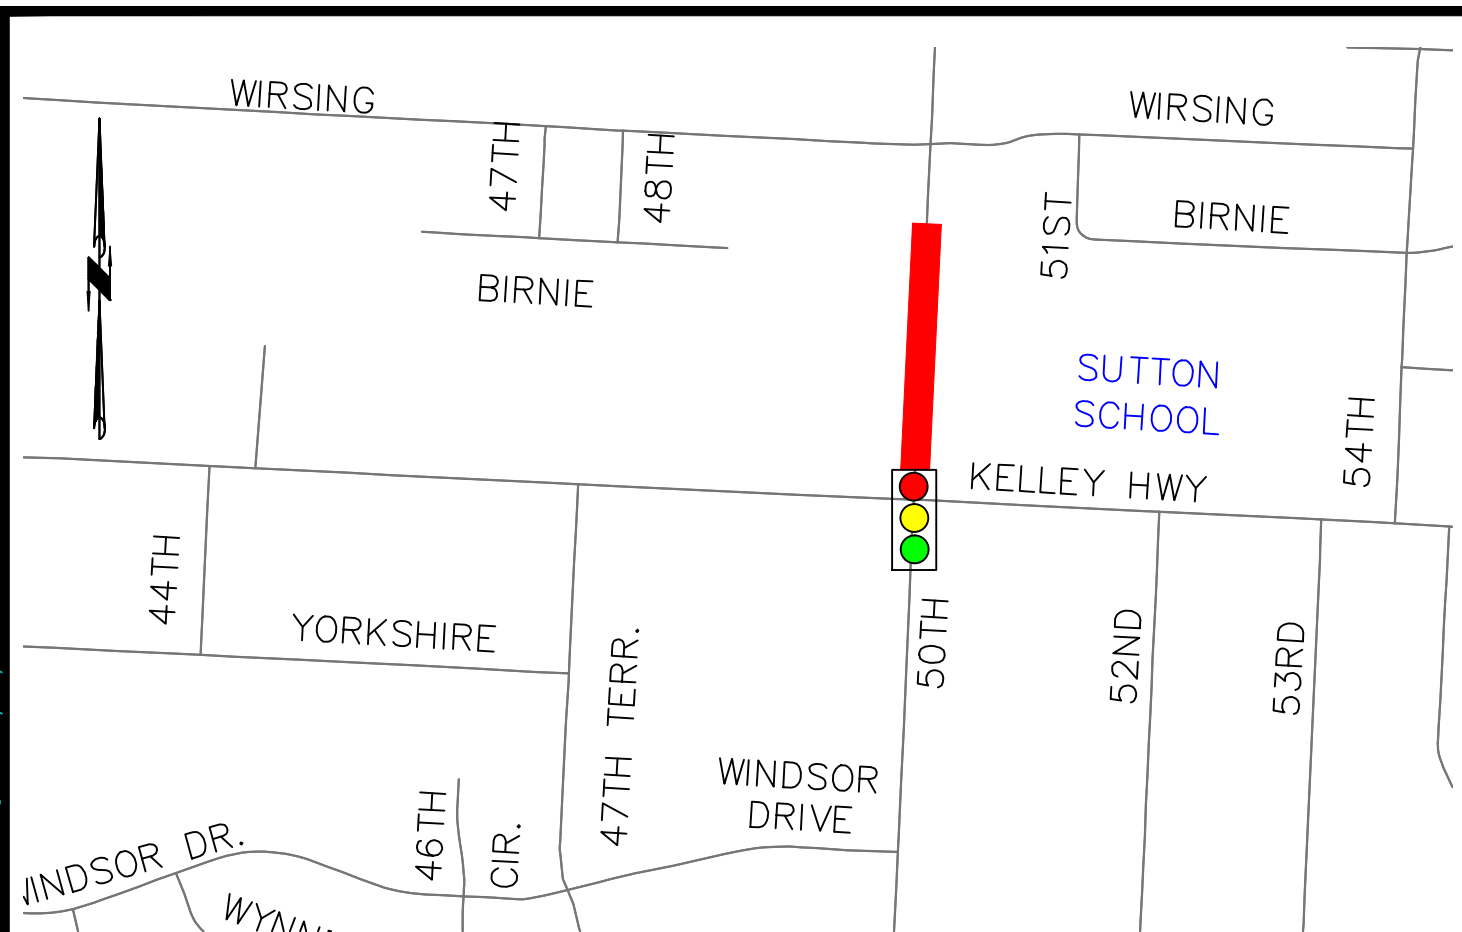 WIRSING
WIRSING
47TH
48TH
51ST
BIRNIE
BIRNIE
SUTTON
SCHOOL
54TH
KELLEY HWY
44TH
YORKSHIRE
47TH TERR.
50TH
52ND
53RD
WINDSOR
DRIVE
46TH
CIR.
WINDSOR DR.